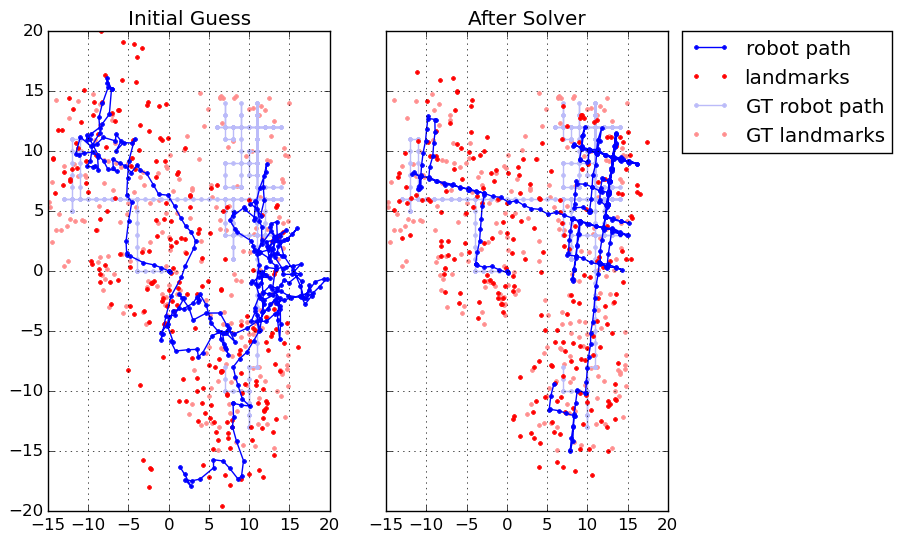 Initial Guess
After Solver
robot path
landmarks
GT robot path
GT landmarks
20
15
10
5
0
−5
−10
−15
−20
−15 −10 −5 0 5 10 15 20
−15 −10 −5 0 5 10 15 20